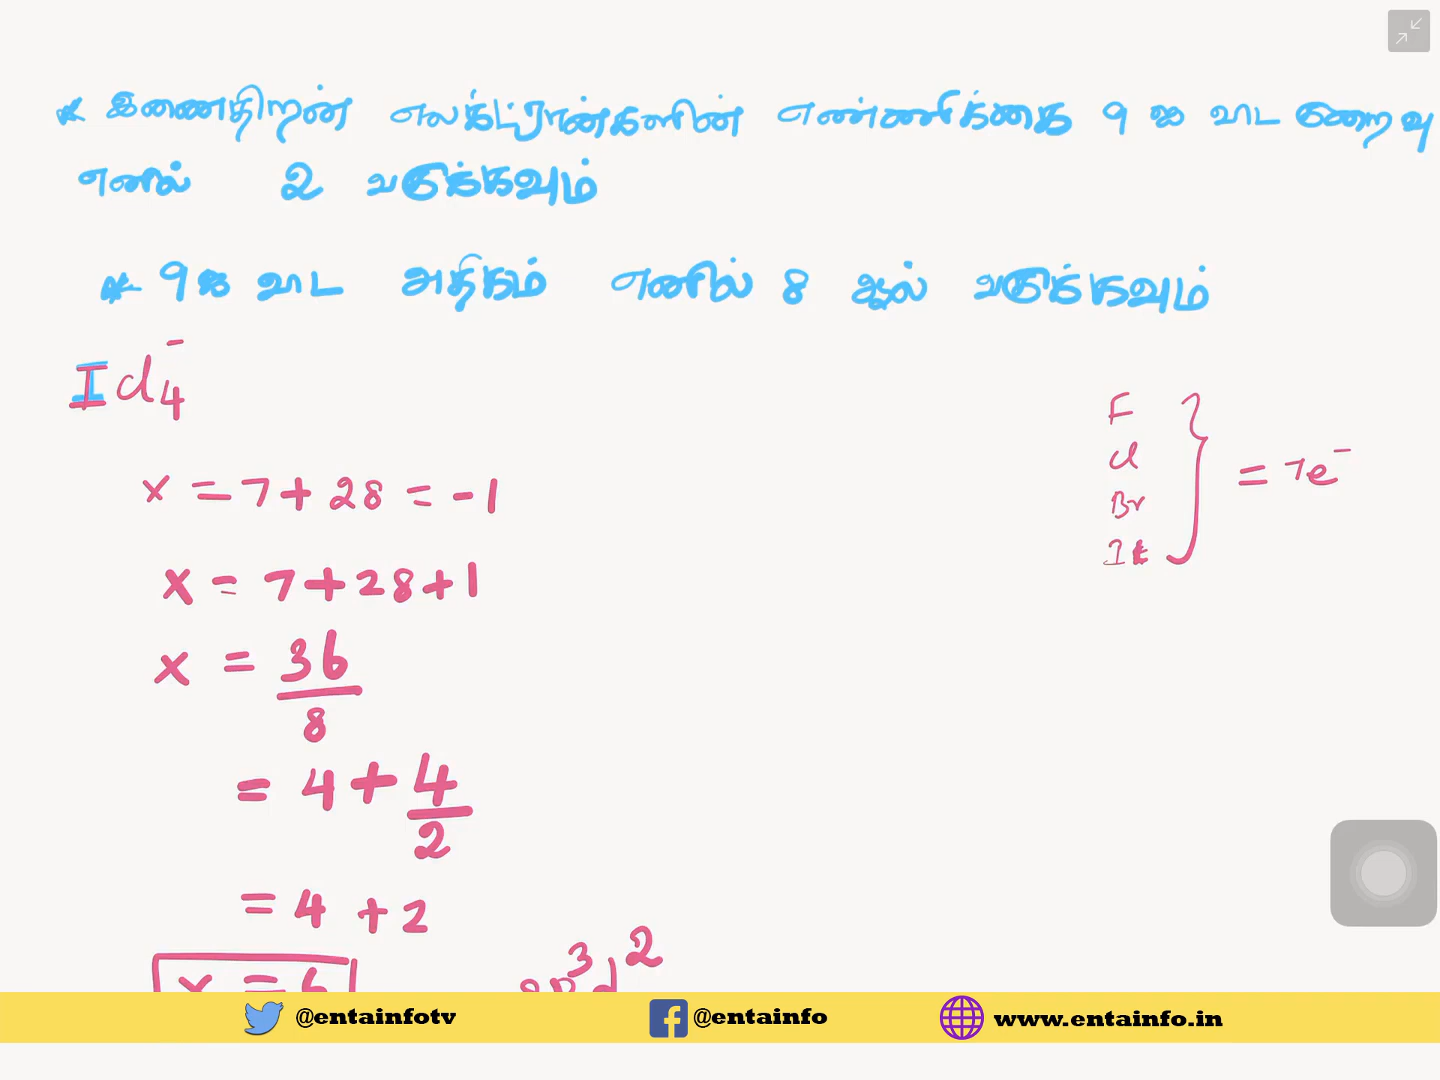 * இணைதிறன் எலக்ட்ரான்களின் எண்ணிக்கை 9 ஐ விட குறைவு
எனில் 2 வகுக்கவும்
* 9 ஐ விட அதிகம் எனில் 8 ஆல் வகுக்கவும்
ICl4-
F
Cl
Br
I
= 7e-
x = 7 + 28 = -1
x = 7 + 28 + 1
x = 36/8
= 4 + 4/2
= 4 + 2
x = 6
sp3d2
@entainfotv @entainfo www.entainfo.in